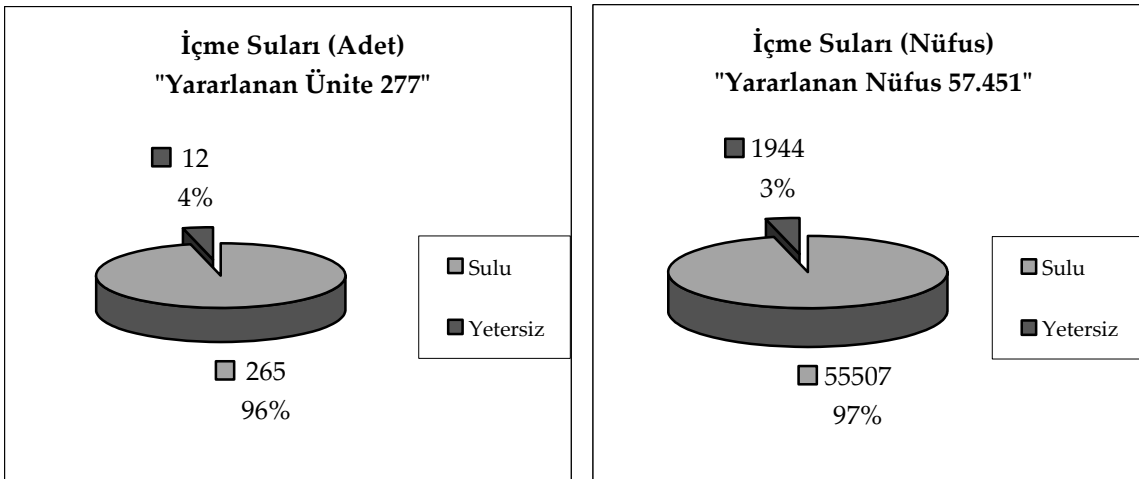 İçme Suları (Adet)
"Yararlanan Ünite 277"
12
4%
Sulu
Yetersiz
265
96%
İçme Suları (Nüfus)
"Yararlanan Nüfus 57.451"
1944
3%
Sulu
Yetersiz
55507
97%